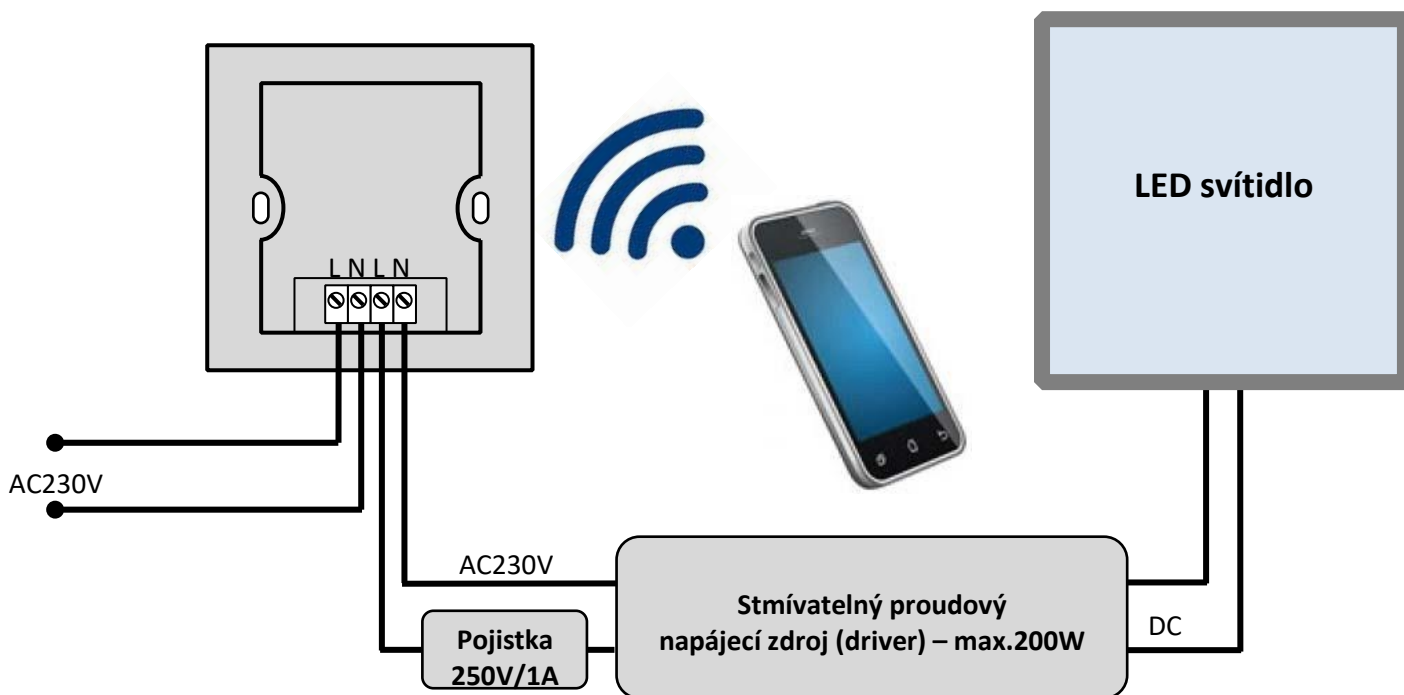 LED svítidlo
L N L N
AC230V
AC230V
Stmívatelný proudový
napájecí zdroj (driver) – max.200W
DC
Pojistka
250V/1A